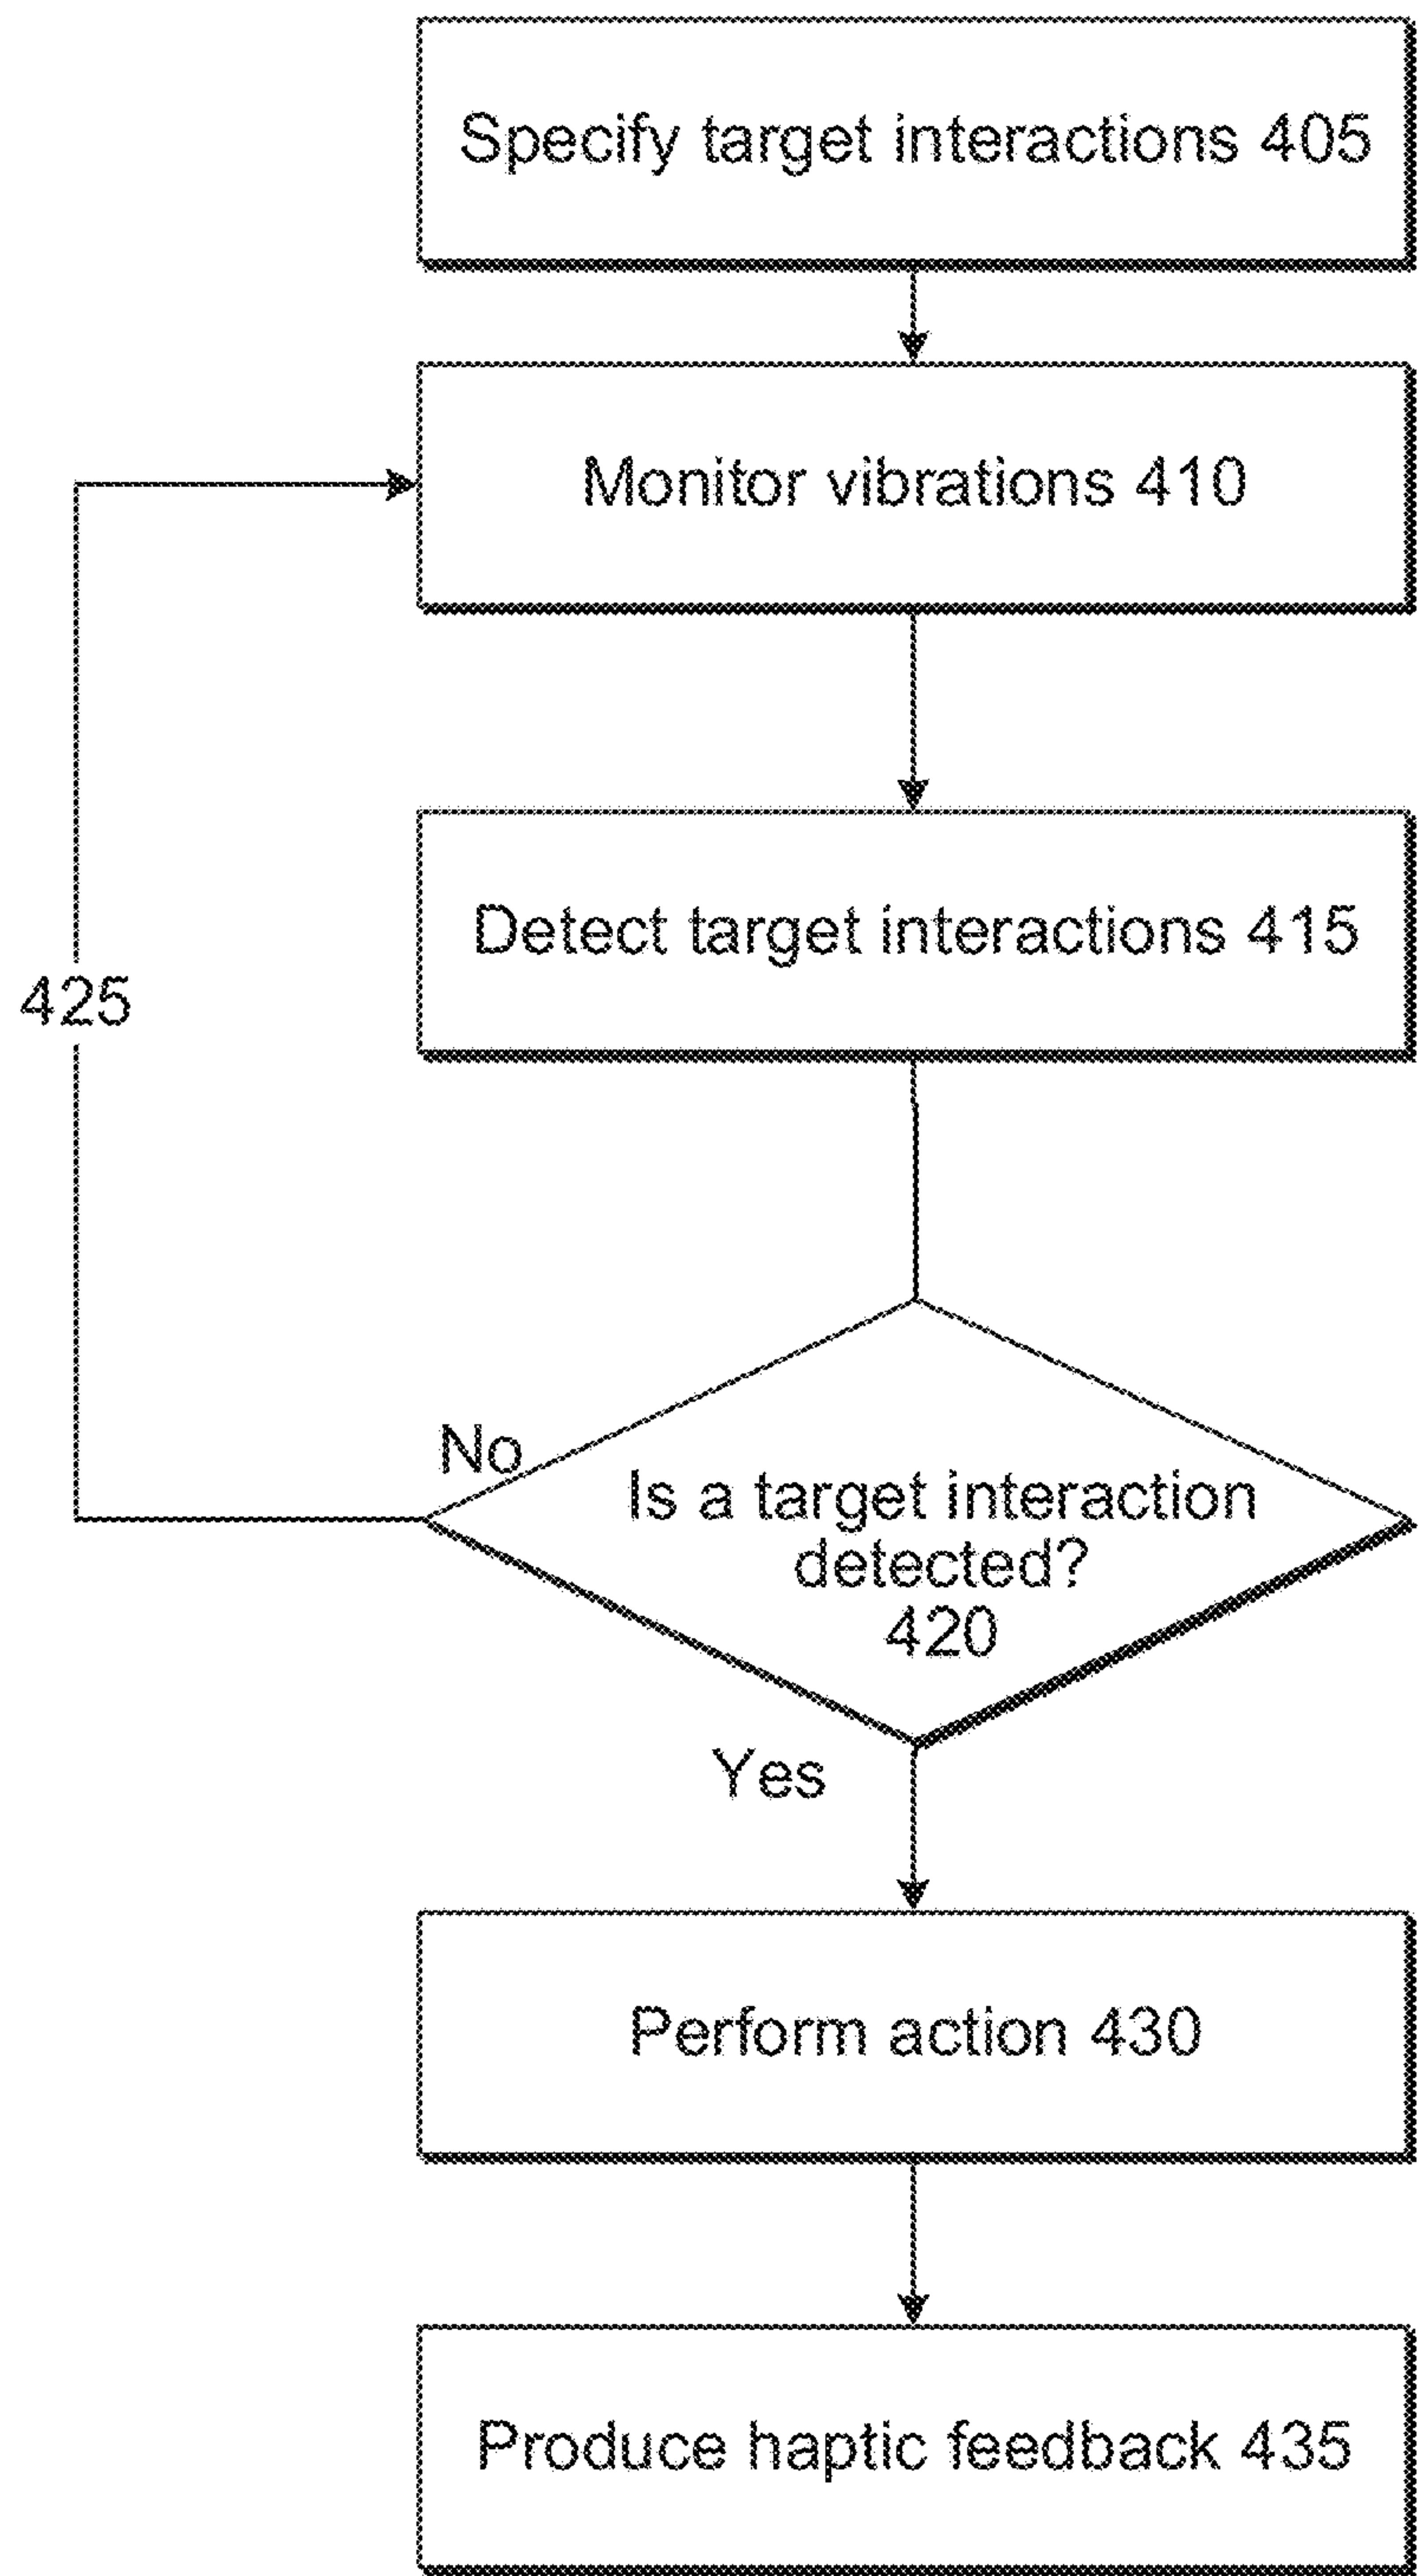 Specify target interactions 405
Monitor vibrations 410
Detect target interactions 415
425
No
Is a target interaction
detected?
420
Yes
Perform action 430
Produce haptic feedback 435